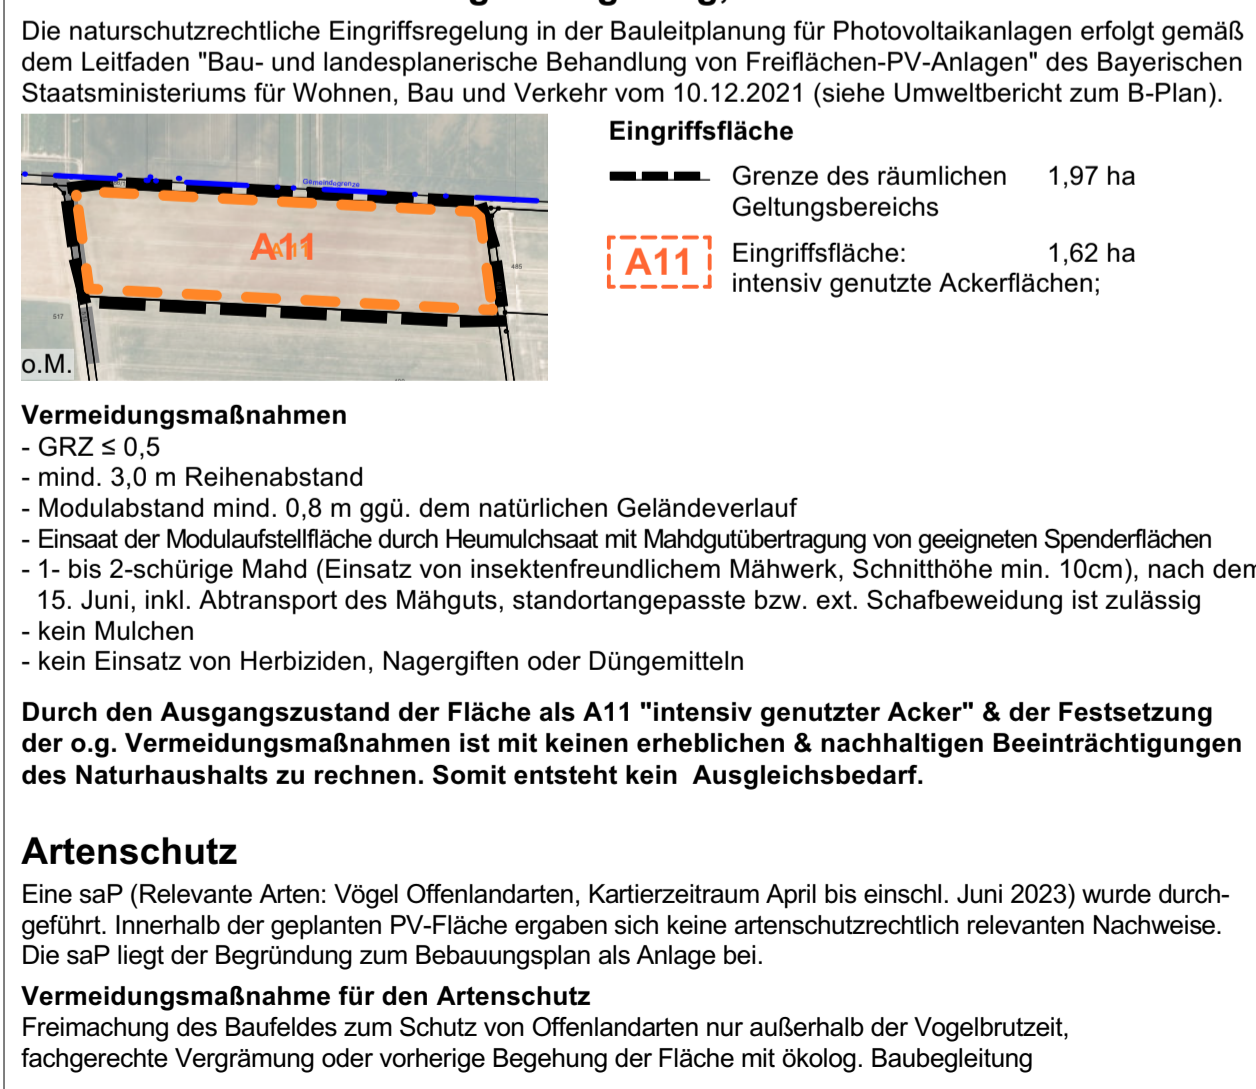 Die naturschutzrechtliche Eingriffsregelung in der Bauleitplanung für Photovoltaikanlagen erfolgt gemäß
dem Leitfaden "Bau- und landesplanerische Behandlung von Freiflächen-PV-Anlagen" des Bayerischen
Staatsministeriums für Wohnen, Bau und Verkehr vom 10.12.2021 (siehe Umweltbericht zum B-Plan).
Gemeindegrenze
A11
485
517
o.M.
Eingriffsfläche
Grenze des räumlichen 1,97 ha
Geltungsbereichs
A11 Eingriffsfläche: 1,62 ha
intensiv genutzte Ackerflächen;
Vermeidungsmaßnahmen
- GRZ ≤ 0,5
- mind. 3,0 m Reihenabstand
- Modulabstand mind. 0,8 m ggü. dem natürlichen Geländeverlauf
- Einsaat der Modulaufstellfläche durch Heumulchsaat mit Mahdgutübertragung von geeigneten Spenderflächen
- 1- bis 2-schürige Mahd (Einsatz von insektenfreundlichem Mähwerk, Schnitthöhe min. 10cm), nach dem
15. Juni, inkl. Abtransport des Mähguts, standortangepasste bzw. ext. Schafbeweidung ist zulässig
- kein Mulchen
- kein Einsatz von Herbiziden, Nagergiften oder Düngemitteln
Durch den Ausgangszustand der Fläche als A11 "intensiv genutzter Acker" & der Festsetzung
der o.g. Vermeidungsmaßnahmen ist mit keinen erheblichen & nachhaltigen Beeinträchtigungen
des Naturhaushalts zu rechnen. Somit entsteht kein Ausgleichsbedarf.
Artenschutz
Eine saP (Relevante Arten: Vögel Offenlandarten, Kartierzeitraum April bis einschl. Juni 2023) wurde durch-
geführt. Innerhalb der geplanten PV-Fläche ergaben sich keine artenschutzrechtlich relevanten Nachweise.
Die saP liegt der Begründung zum Bebauungsplan als Anlage bei.
Vermeidungsmaßnahme für den Artenschutz
Freimachung des Baufeldes zum Schutz von Offenlandarten nur außerhalb der Vogelbrutzeit,
fachgerechte Vergrämung oder vorherige Begehung der Fläche mit ökolog. Baubegleitung